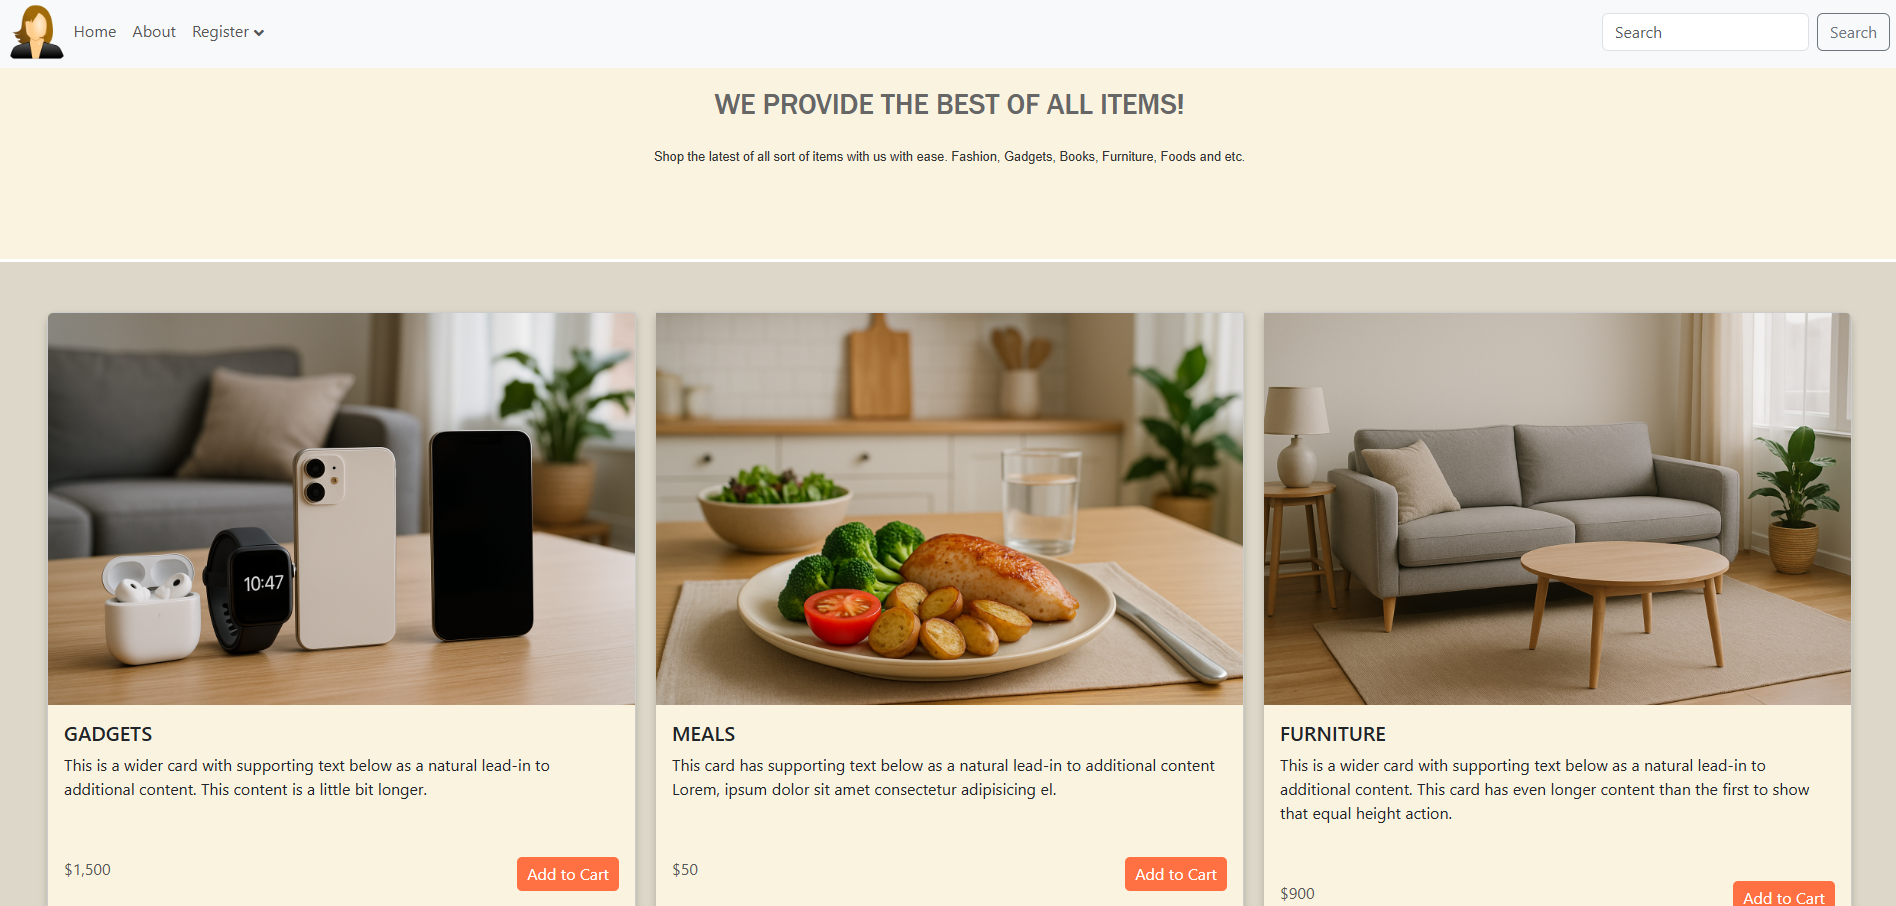 Home About Register
Search Search
WE PROVIDE THE BEST OF ALL ITEMS!
Shop the latest of all sort of items with us with ease. Fashion, Gadgets, Books, Furniture, Foods and etc.
10:47
GADGETS
This is a wider card with supporting text below as a natural lead-in to
additional content. This content is a little bit longer.
$1,500
Add to Cart
MEALS
This card has supporting text below as a natural lead-in to additional content
Lorem, ipsum dolor sit amet consectetur adipisicing el.
$50
Add to Cart
FURNITURE
This is a wider card with supporting text below as a natural lead-in to
additional content. This card has even longer content than the first to show
that equal height action.
$900
Add to Cart